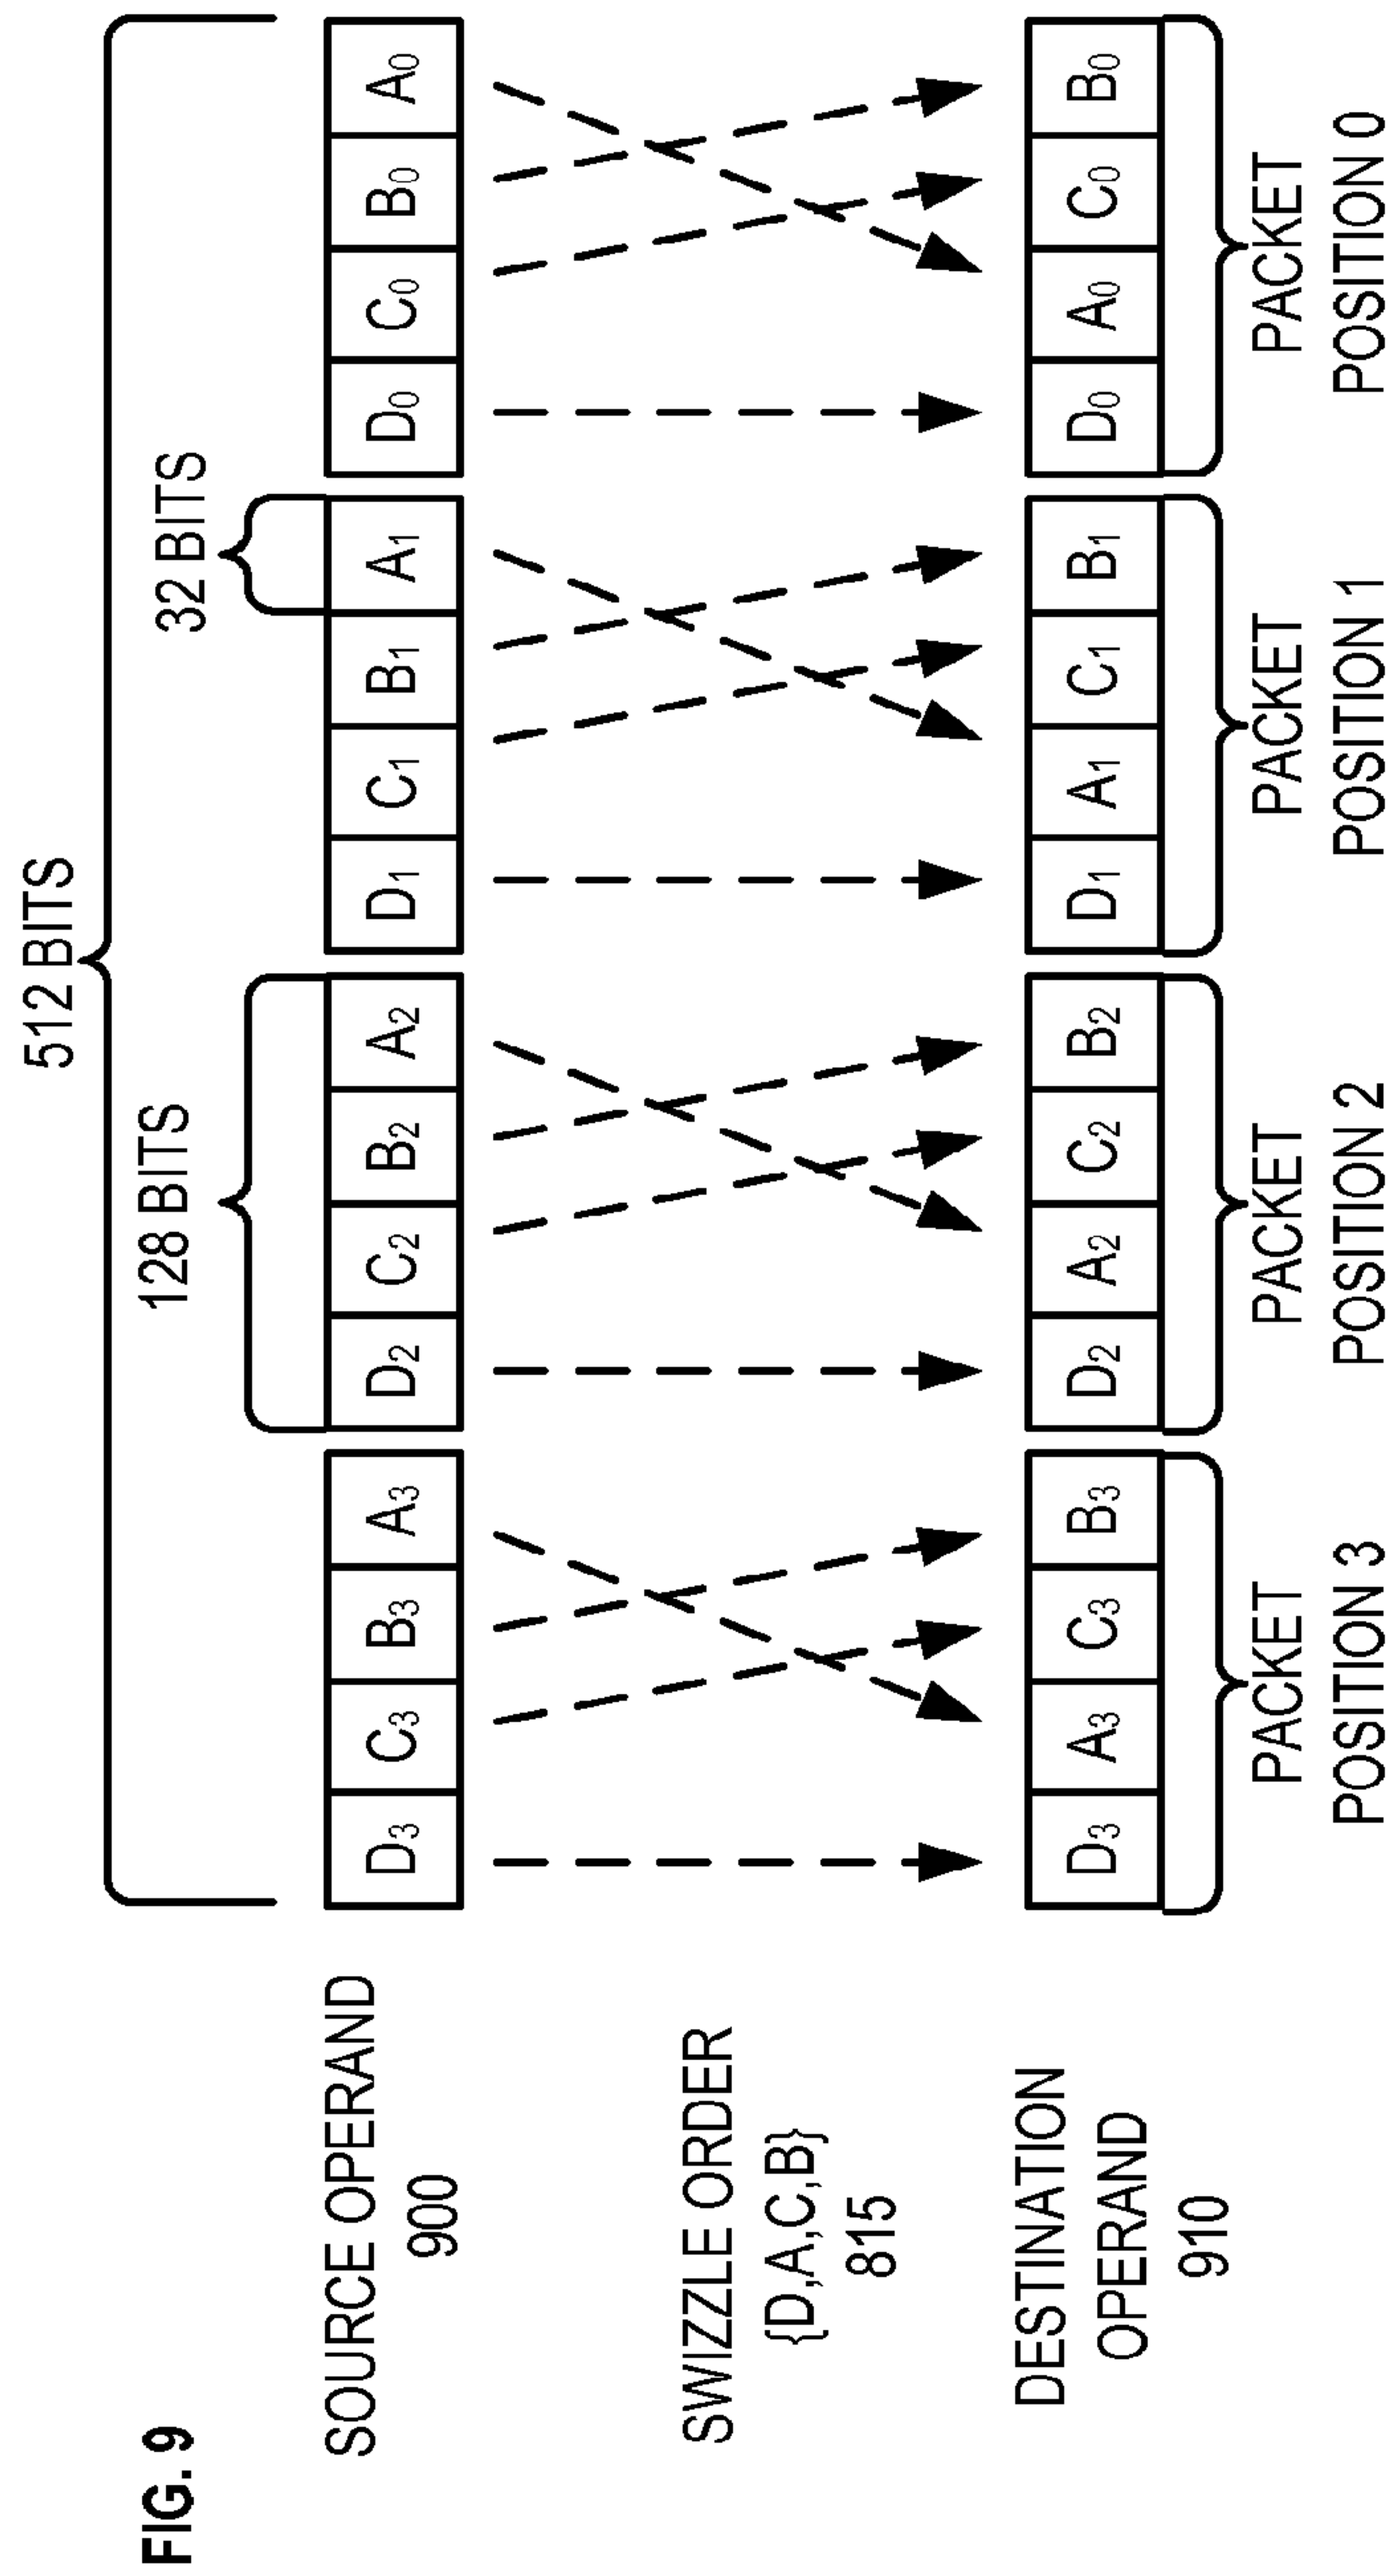 FIG. 9
512 BITS
128 BITS
32 BITS
SOURCE OPERAND
900
D3 C3 B3 A3 D2 C2 B2 A2 D1 C1 B1 A1 D0 C0 B0 A0
SWIZZLE ORDER
{D,A,C,B}
815
DESTINATION
OPERAND
910
D3 A3 C3 B3 D2 A2 C2 B2 D1 A1 C1 B1 D0 A0 C0 B0
PACKET
POSITION 3
PACKET
POSITION 2
PACKET
POSITION 1
PACKET
POSITION 0